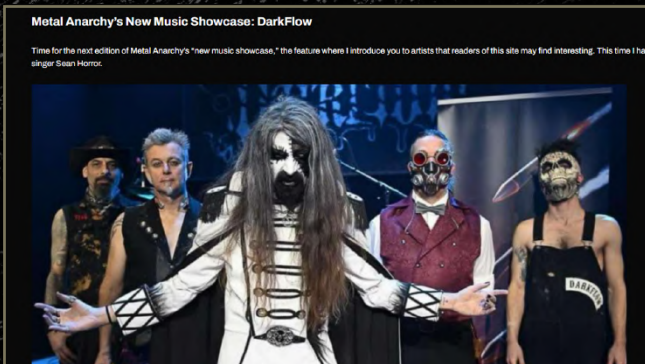 Metal Anarchy's New Music Showcase: DarkFlow
Time for the next edition of Metal Anarchy's "new music showcase," the feature where I introduce you to artists that readers of this site may find interesting. This time I ha
singer Sean Horror.
DARKFLOW